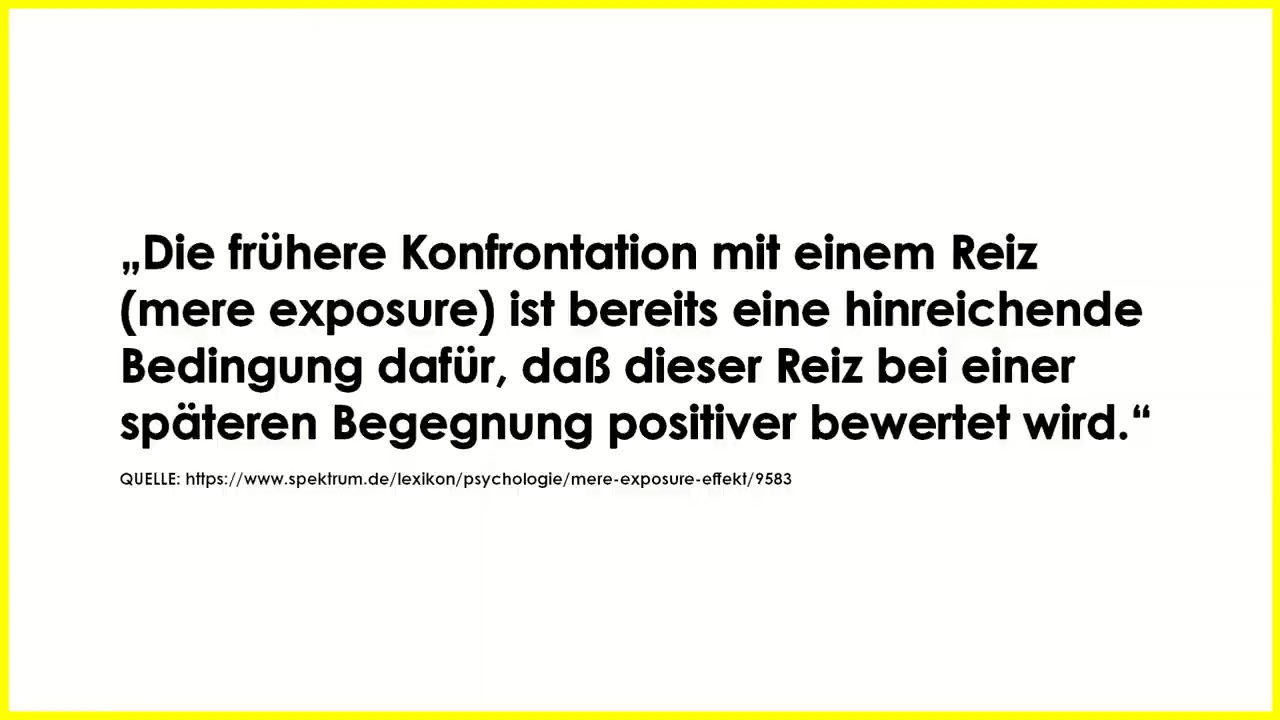 „Die frühere Konfrontation mit einem Reiz
(mere exposure) ist bereits eine hinreichende
Bedingung dafür, daß dieser Reiz bei einer
späteren Begegnung positiver bewertet wird.“
QUELLE: https://www.spektrum.de/lexikon/psychologie/mere-exposure-effekt/9583